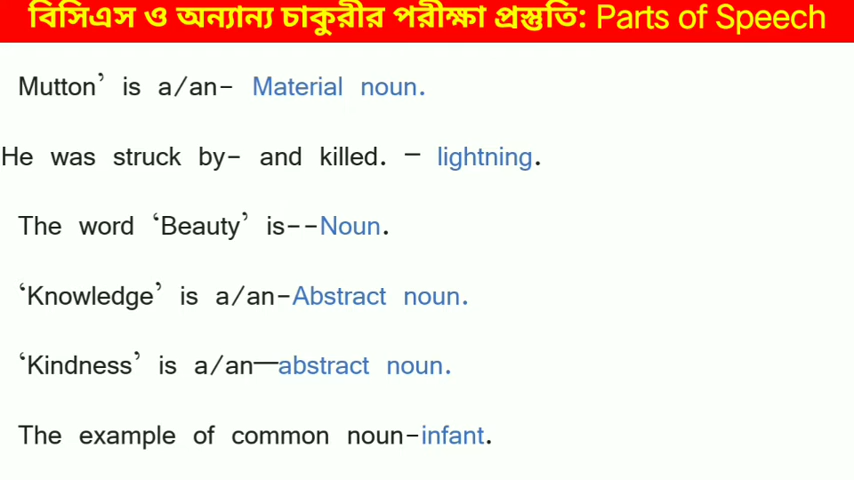 বিসিএস ও অন্যান্য চাকুরীর পরীক্ষা প্রস্তুতি: Parts of Speech
Mutton’ is a/an- Material noun.
He was struck by- and killed. – lightning.
The word ‘Beauty’ is--Noun.
‘Knowledge’ is a/an-Abstract noun.
‘Kindness’ is a/an—abstract noun.
The example of common noun-infant.